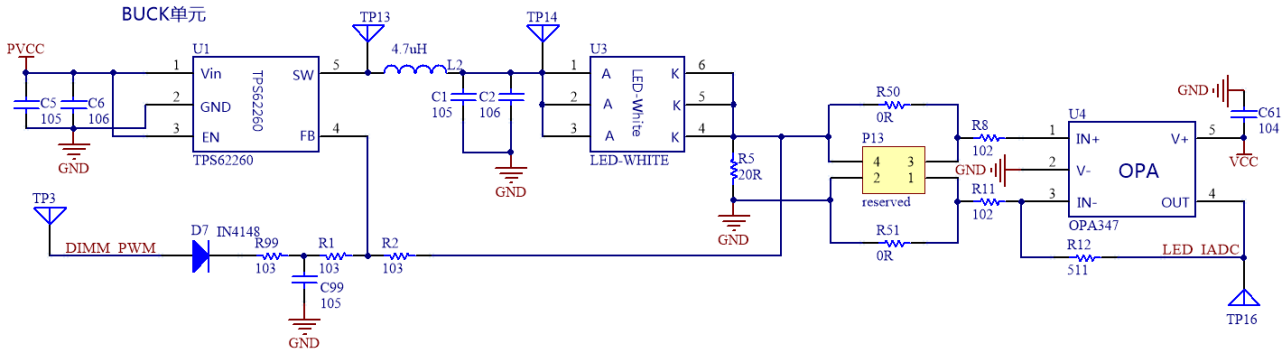 BUCK单元
TP13
TP14
PVCC
U1
4.7uH
L2
U3
1
Vin
SW
5
2
GND
3
EN
FB
4
TPS62260
TPS62260
C5
105
C6
106
GND
C1
105
C2
106
GND
1
A
K
6
2
A
K
5
3
A
K
4
LED-White
LED-WHITE
R5
20R
GND
R50
0R
P13
4
3
2
1
reserved
R51
0R
R8
102
R11
102
GND
U4
1
IN+
V+
5
2
V-
3
IN-
OUT
4
OPA
OPA347
GND
C61
104
VCC
R12
511
LED_IADC
TP16
TP3
DIMM_PWM
D7
IN4148
R99
103
R1
103
R2
103
C99
105
GND